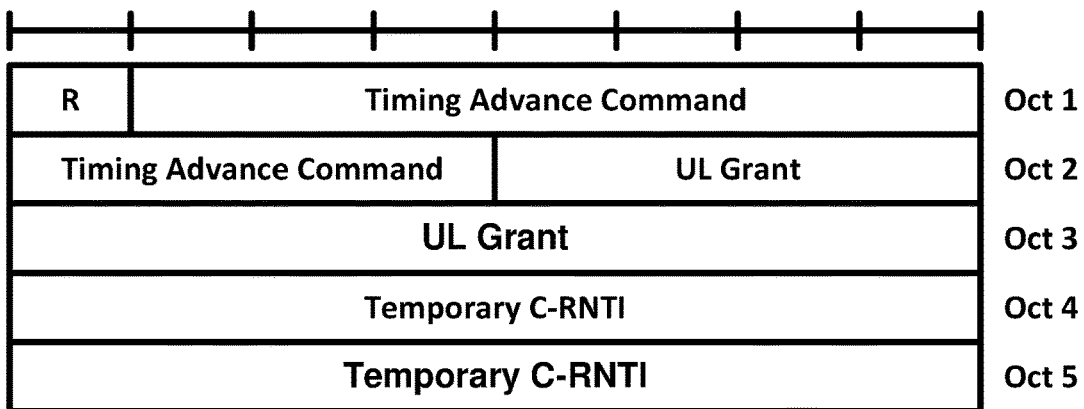 R Timing Advance Command Oct 1
Timing Advance Command UL Grant Oct 2
UL Grant Oct 3
Temporary C-RNTI Oct 4
Temporary C-RNTI Oct 5